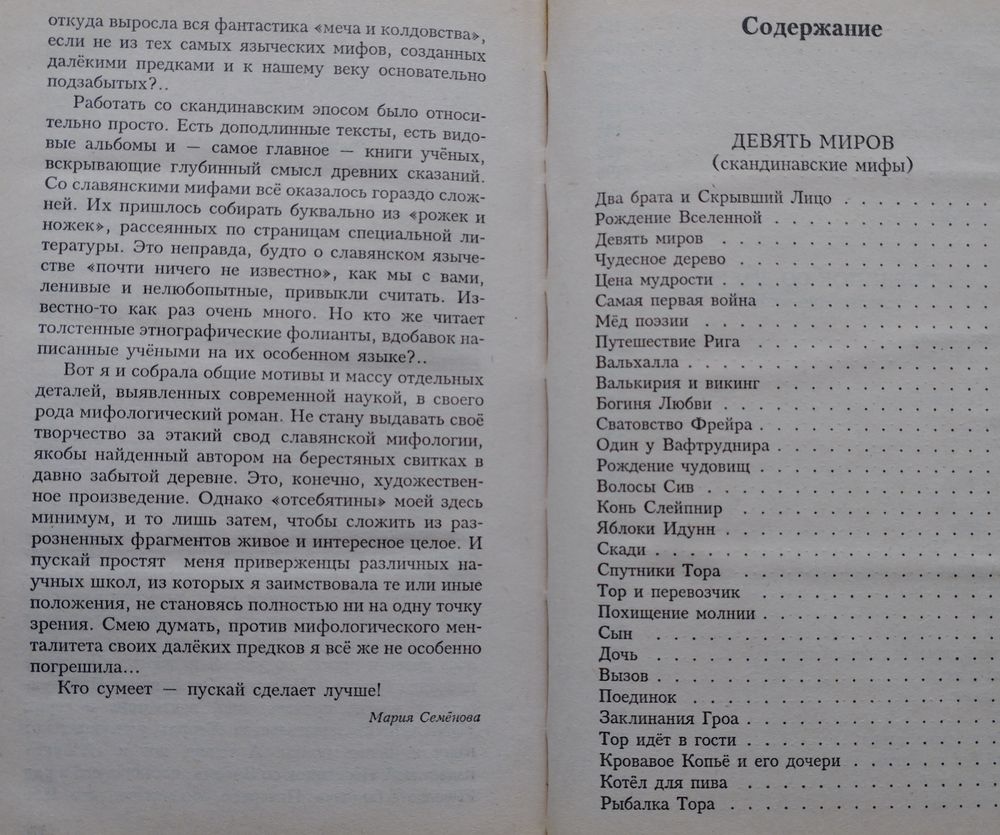 откуда выросла вся фантастика «меча и колдовства»,
если не из тех самых языческих мифов, созданных
далёкими предками и к нашему веку основательно
подзабытых?..
Работать со скандинавским эпосом было относи-
тельно просто. Есть доподлинные тексты, есть видо-
вые альбомы и — самое главное — книги учёных,
вскрывающие глубинный смысл древних сказаний.
Со славянскими мифами всё оказалось гораздо слож-
ней. Их пришлось собирать буквально из «рожек и
ножек», рассеянных по страницам специальной ли-
тературы. Это неправда, будто о славянском языче-
стве «почти ничего не известно», как мы с вами,
ленивые и нелюбопытные, привыкли считать. Из-
вестно-то как раз очень много. Но кто же читает
толстенные этнографические фолианты, вдобавок на-
писанные учёными на их особенном языке?..
Вот я и собрала общие мотивы и массу отдельных
деталей, выявленных современной наукой, в своего
рода мифологический роман. Не стану выдавать своё
творчество за этакий свод славянской мифологии,
якобы найденный автором на берестяных свитках в
давно забытой деревне. Это, конечно, художествен-
ное произведение. Однако «отсебятины» моей здесь
минимум, и то лишь затем, чтобы сложить из раз-
розненных фрагментов живое и интересное целое. И
пускай простят меня приверженцы различных на-
учных школ, из которых я заимствовала те или иные
положения, не становясь полностью ни на одну точку
зрения. Смею думать, против мифологического мен-
талитета своих далёких предков я всё же не особенно
погрешила...
Кто сумеет — пускай сделает лучше!
Мария Семёнова
Содержание
ДЕВЯТЬ МИРОВ
(скандинавские мифы)
Два брата и Скрывший Лицо . . . . . . . .
Рождение Вселенной . . . . . . . . . . . .
Девять миров . . . . . . . . . . . . . . .
Чудесное дерево . . . . . . . . . . . . . .
Цена мудрости . . . . . . . . . . . . . . .
Самая первая война . . . . . . . . . . . .
Мёд поэзии . . . . . . . . . . . . . . . .
Путешествие Рига . . . . . . . . . . . . .
Вальхалла . . . . . . . . . . . . . . . . .
Валькирия и викинг . . . . . . . . . . . .
Богиня Любви . . . . . . . . . . . . . . .
Сватовство Фрейра . . . . . . . . . . . . .
Один у Вафтруднира . . . . . . . . . . . .
Рождение чудовищ . . . . . . . . . . . . .
Волосы Сив . . . . . . . . . . . . . . . .
Конь Слейпнир . . . . . . . . . . . . . .
Яблоки Идунн . . . . . . . . . . . . . . .
Скади . . . . . . . . . . . . . . . . . . .
Спутники Тора . . . . . . . . . . . . . .
Тор и перевозчик . . . . . . . . . . . . .
Похищение молнии . . . . . . . . . . . . .
Сын . . . . . . . . . . . . . . . . . . .
Дочь . . . . . . . . . . . . . . . . . . .
Вызов . . . . . . . . . . . . . . . . . .
Поединок . . . . . . . . . . . . . . . . .
Заклинания Гроа . . . . . . . . . . . . . .
Тор идёт в гости . . . . . . . . . . . . .
Кровавое Копьё и его дочери . . . . . . . .
Котёл для пива . . . . . . . . . . . . . .
Рыбалка Тора . . . . . . . . . . . . . . .